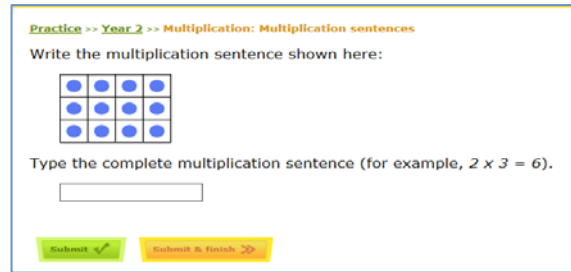 Practice >> Year 2 >> Multiplication: Multiplication sentences
Write the multiplication sentence shown here:
Type the complete multiplication sentence (for example, 2 x 3 = 6).
Submit
Submit & finish